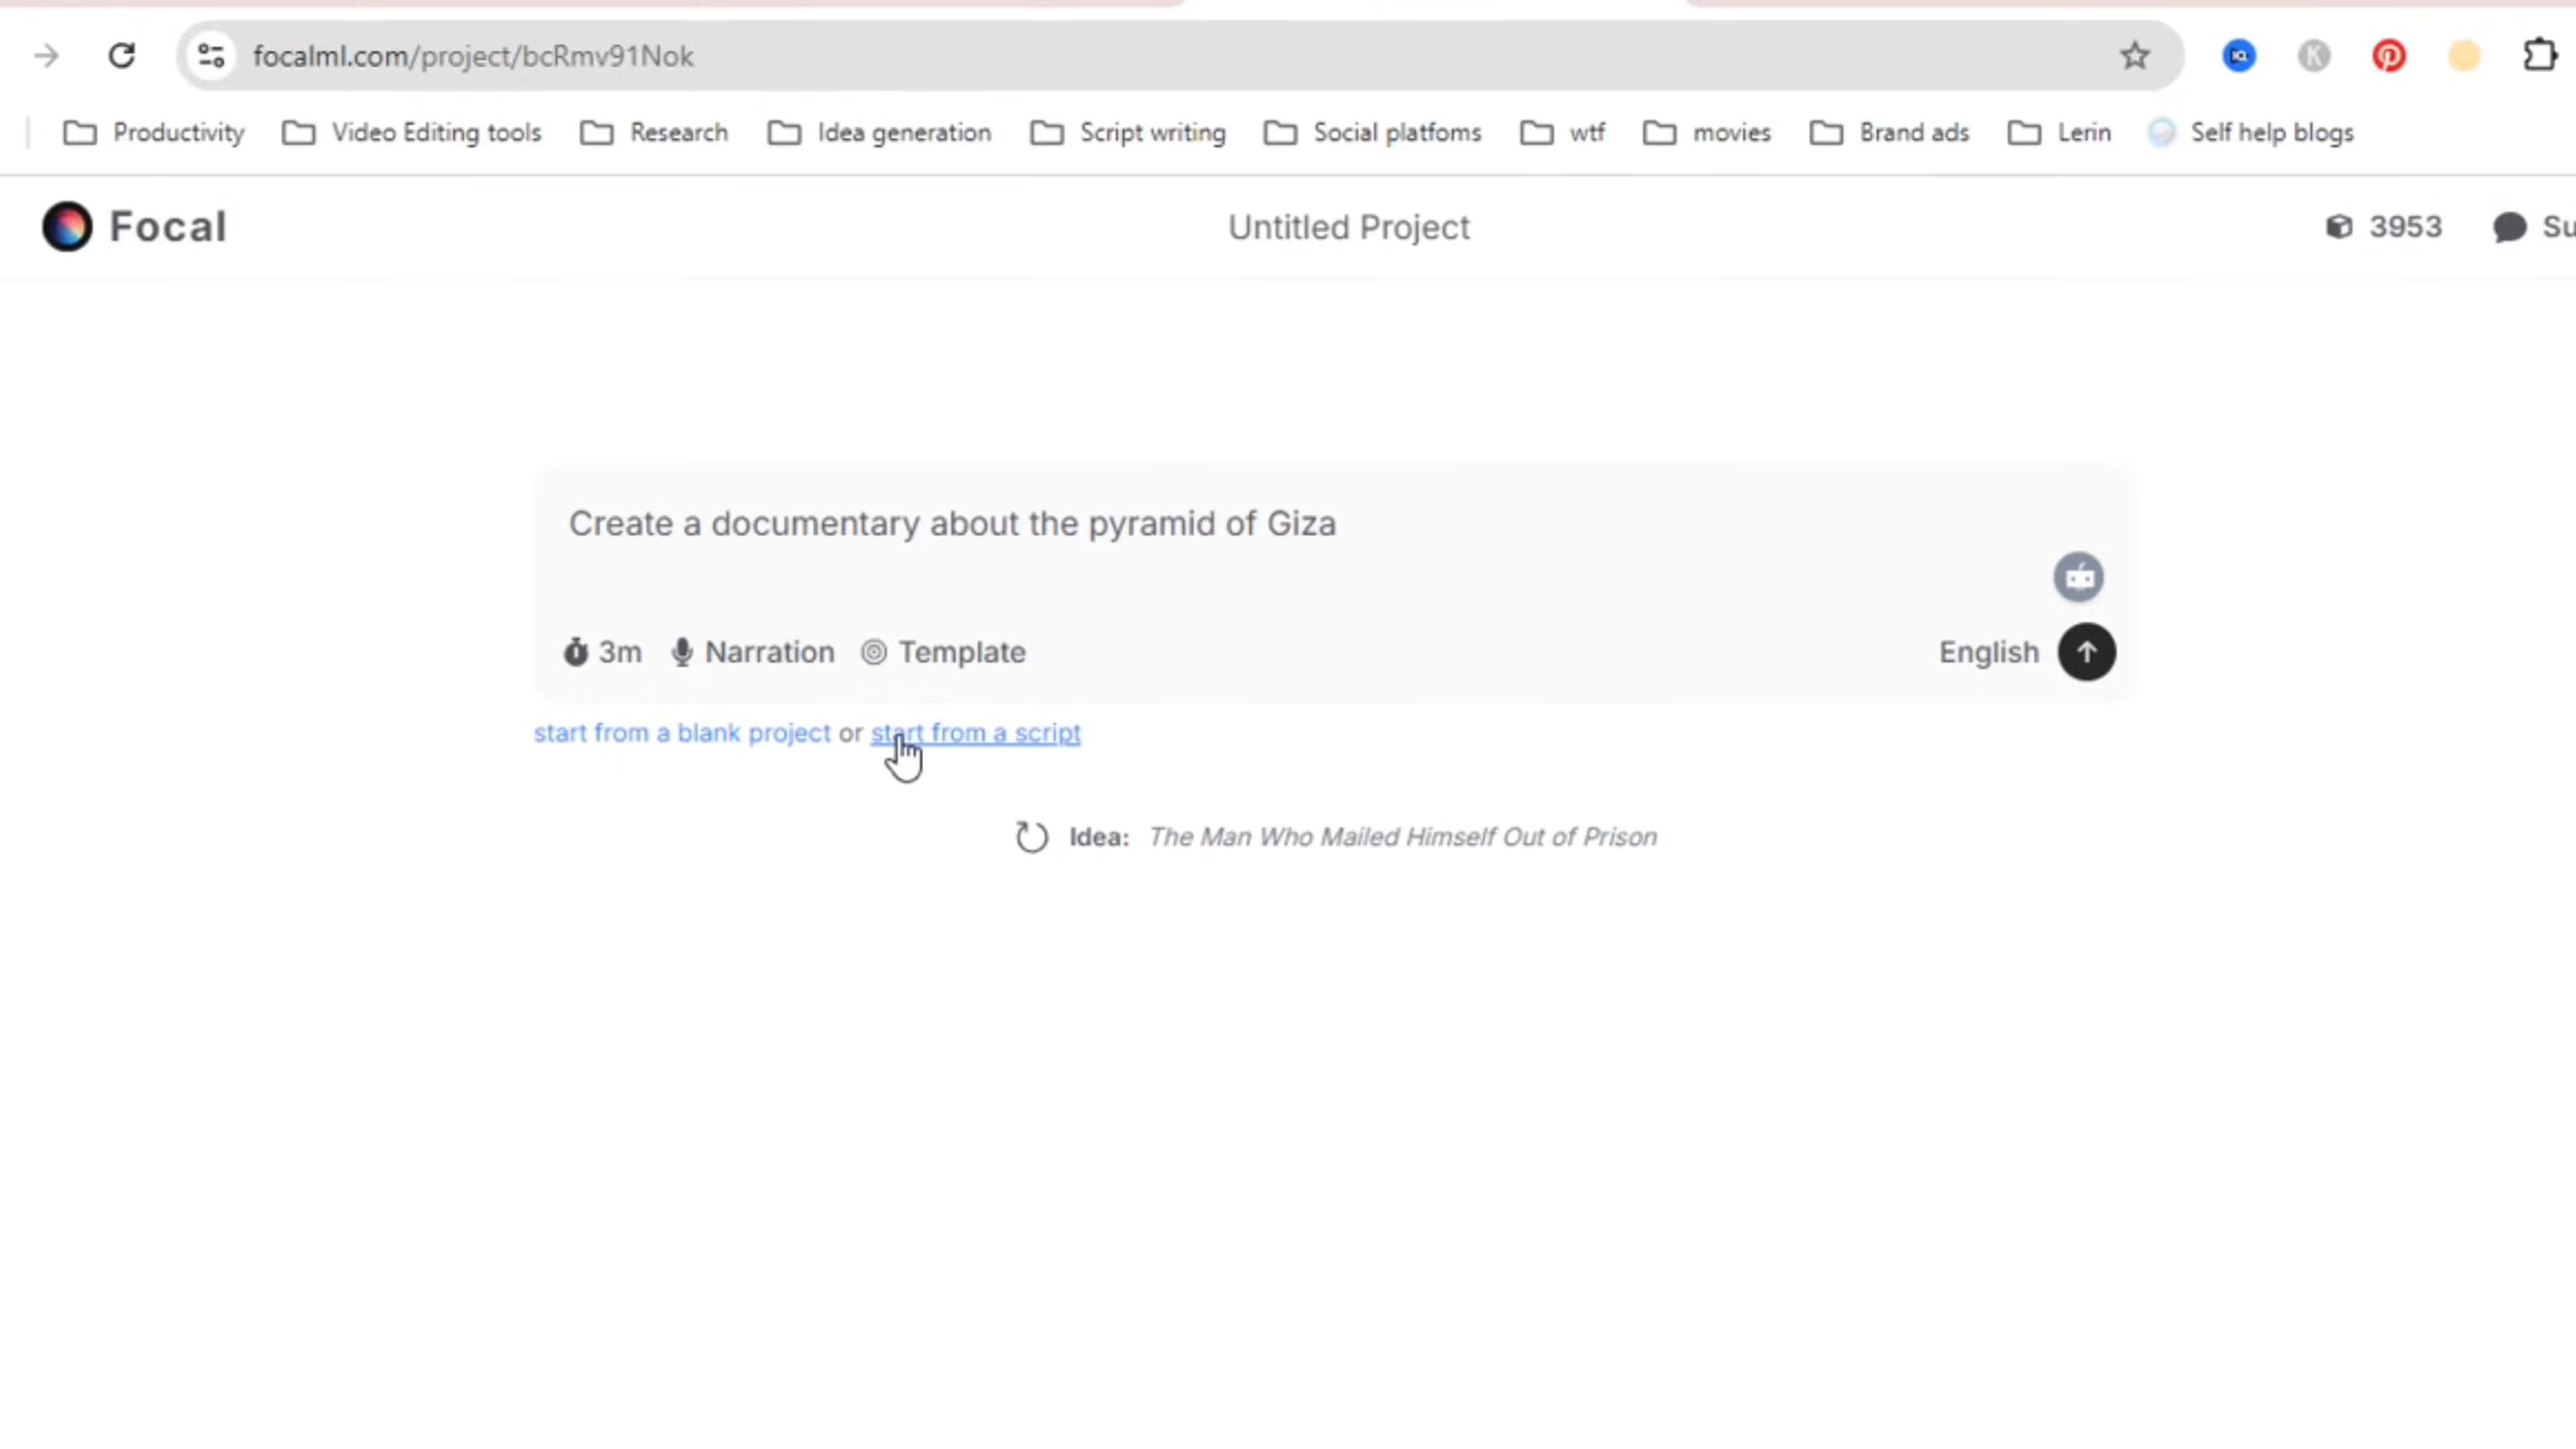 focalml.com/project/bcRmv91Nok
Productivity Video Editing tools Research Idea generation Script writing Social platfoms wtf movies Brand ads Lerin Self help blogs
Focal Untitled Project 3953 Su
Create a documentary about the pyramid of Giza
3m Narration Template English
start from a blank project or start from a script
Idea: The Man Who Mailed Himself Out of Prison